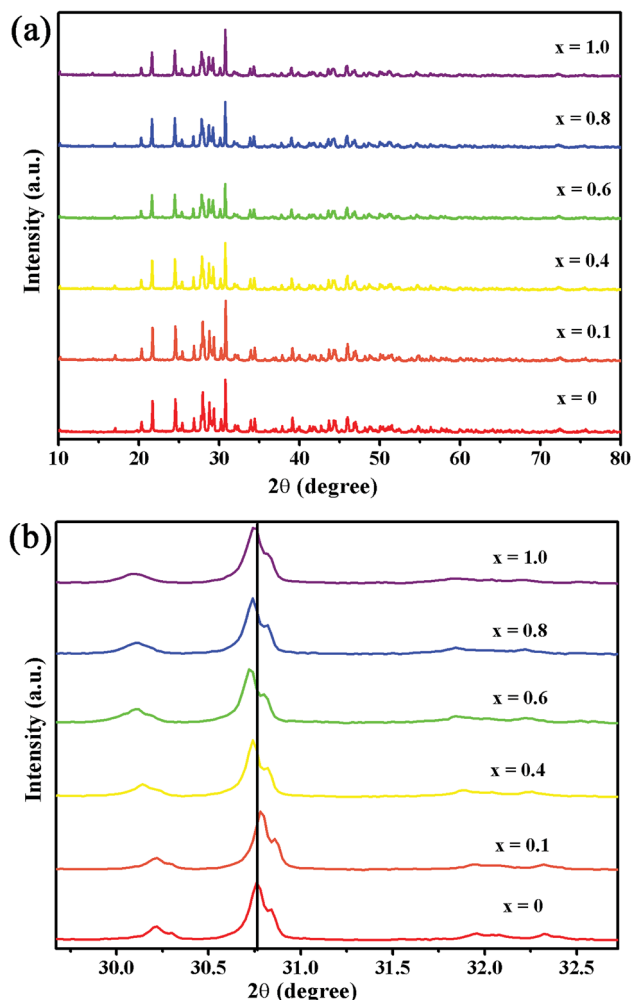 (a)
x = 1.0
x = 0.8
x = 0.6
x = 0.4
x = 0.1
x = 0
Intensity (a.u.)
10 20 30 40 50 60 70 80
2θ (degree)
(b)
x = 1.0
x = 0.8
x = 0.6
x = 0.4
x = 0.1
x = 0
Intensity (a.u.)
30.0 30.5 31.0 31.5 32.0 32.5
2θ (degree)